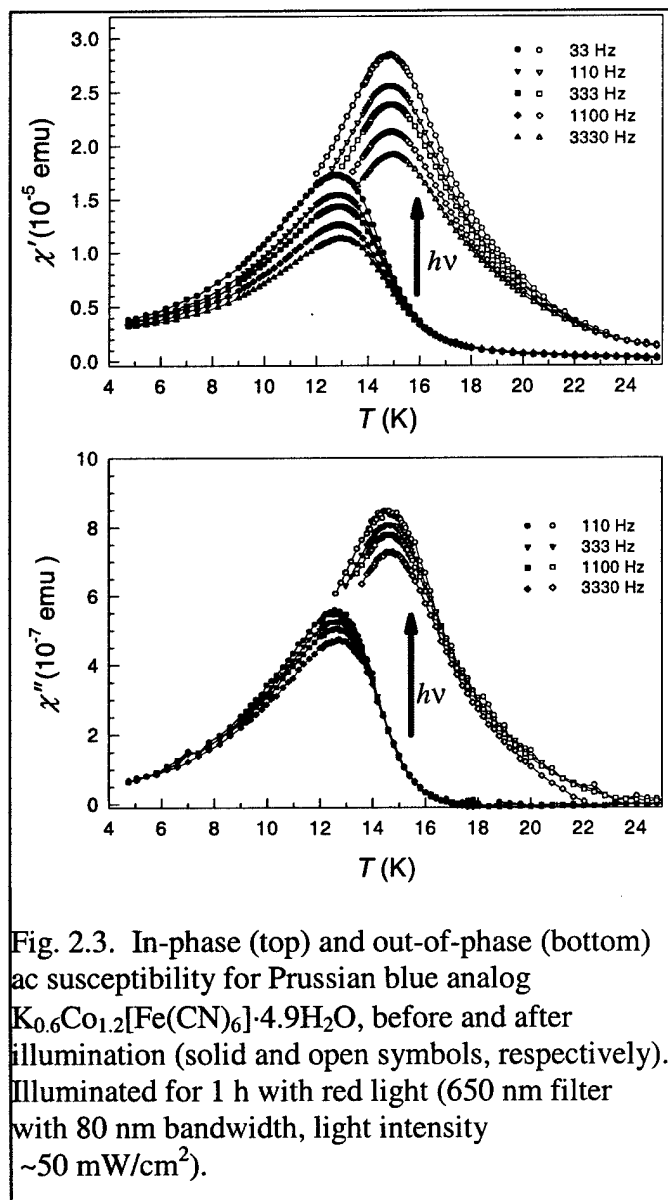 3.0
2.5
2.0
1.5
1.0
0.5
0.0
χ′ (10⁻⁵ emu)
33 Hz
110 Hz
333 Hz
1100 Hz
3330 Hz
hν
4 6 8 10 12 14 16 18 20 22 24
T (K)
10
8
6
4
2
0
χ″ (10⁻⁷ emu)
110 Hz
333 Hz
1100 Hz
3330 Hz
hν
4 6 8 10 12 14 16 18 20 22 24
T (K)
Fig. 2.3. In-phase (top) and out-of-phase (bottom)
ac susceptibility for Prussian blue analog
K₀.₆Co₁.₂[Fe(CN)₆]·4.9H₂O, before and after
illumination (solid and open symbols, respectively).
Illuminated for 1 h with red light (650 nm filter
with 80 nm bandwidth, light intensity
~50 mW/cm²).